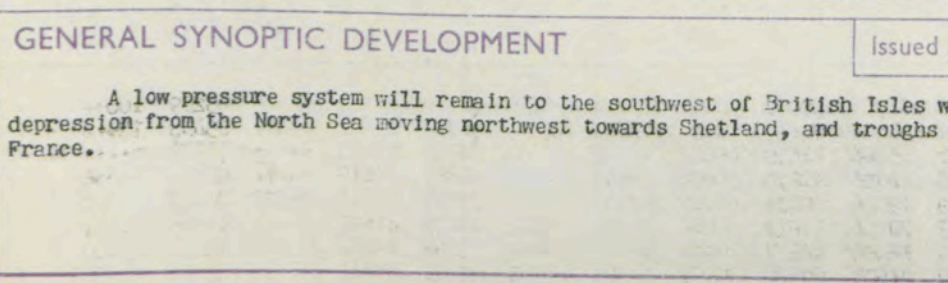 GENERAL SYNOPTIC DEVELOPMENT
Issued
A low pressure system will remain to the southwest of British Isles w
depression from the North Sea moving northwest towards Shetland, and troughs
France.